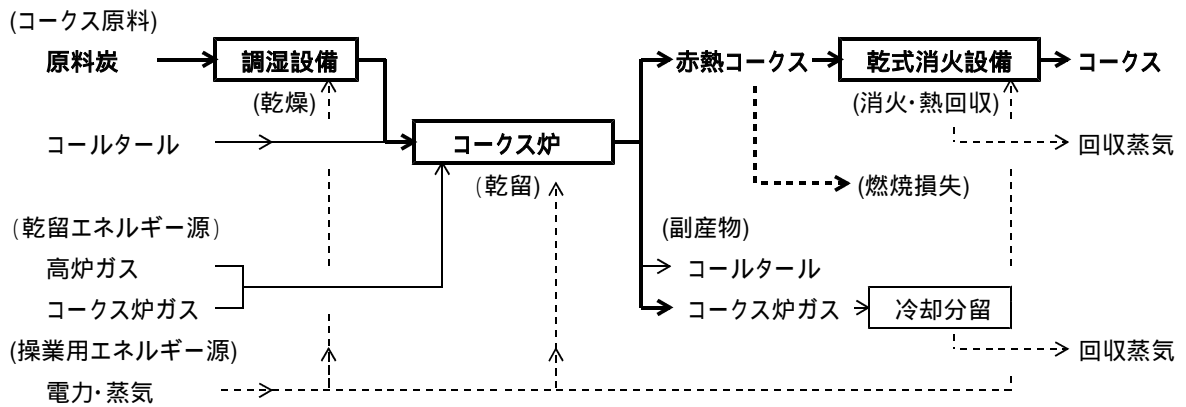 (コークス原料)
原料炭 調湿設備 赤熱コークス 乾式消火設備 コークス
(乾燥) (消火・熱回収)
コールタール コークス炉 回収蒸気
(乾留) (燃焼損失)
(乾留エネルギー源) (副産物)
高炉ガス コールタール
コークス炉ガス コークス炉ガス 冷却分留
(操業用エネルギー源) 回収蒸気
電力・蒸気